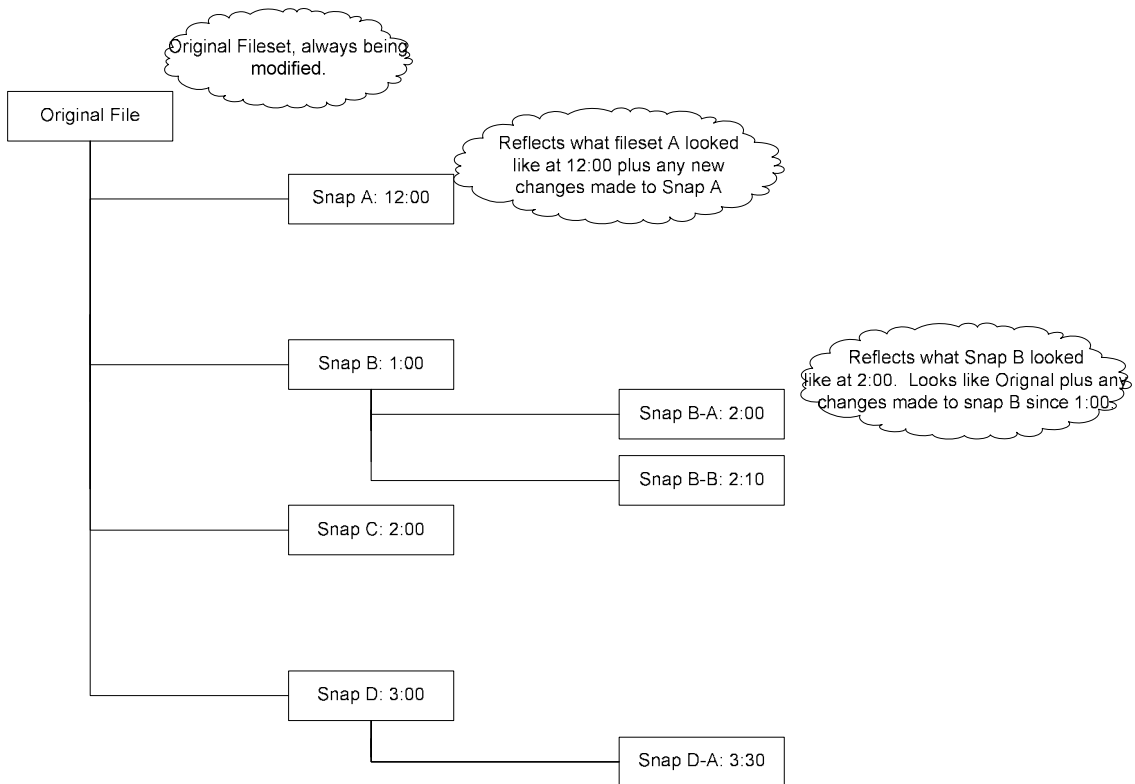 Original Fileset, always being
modified.
Original File
Reflects what fileset A looked
like at 12:00 plus any new
changes made to Snap A
Snap A: 12:00
Snap B: 1:00
Reflects what Snap B looked
like at 2:00.  Looks like Orignal plus any
changes made to snap B since 1:00
Snap B-A: 2:00
Snap B-B: 2:10
Snap C: 2:00
Snap D: 3:00
Snap D-A: 3:30